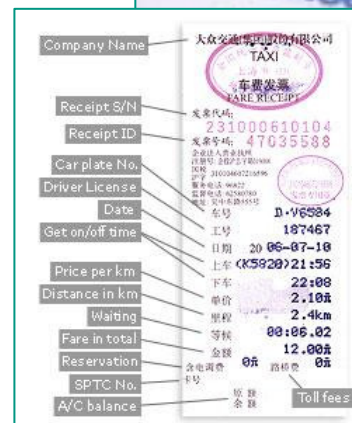 大众交通(集团)股份有限公司
TAXI
车费发票
FARE RECEIPT
Company Name
发票代码:
Receipt S/N 231000610104
Receipt ID 发票号码: 47035588
Car plate No. 车号 D·V6534
Driver License 工号 187467
Date 日期 2006-07-10
Get on/off time 上车(K5820)21:56
下车 22:08
Price per km 单价 2.10元
Distance in km 里程 2.4km
Waiting 等候 00:06.02
Fare in total 金额 12.00元
Reservation 含电调费 0元 路桥费 0元
SPTC No. 卡号
Toll fees
A/C balance 原额
余额